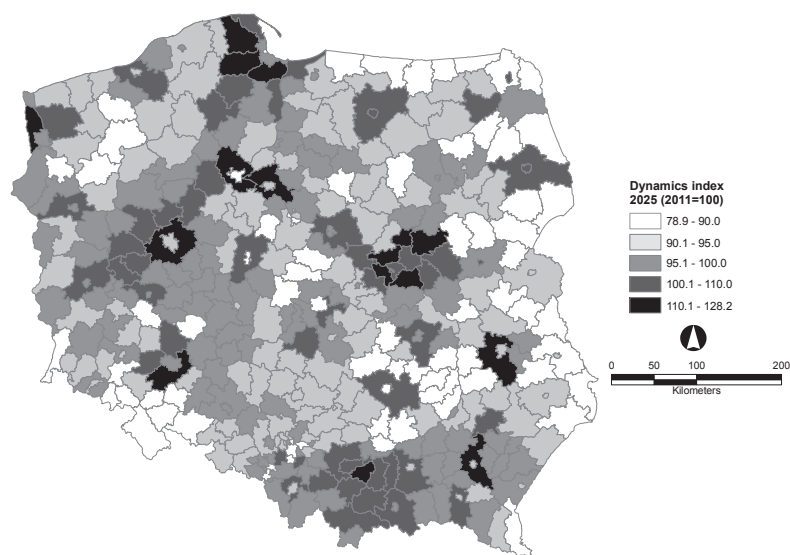 Dynamics index
2025 (2011=100)
78.9 - 90.0
90.1 - 95.0
95.1 - 100.0
100.1 - 110.0
110.1 - 128.2
0 50 100 200
Kilometers